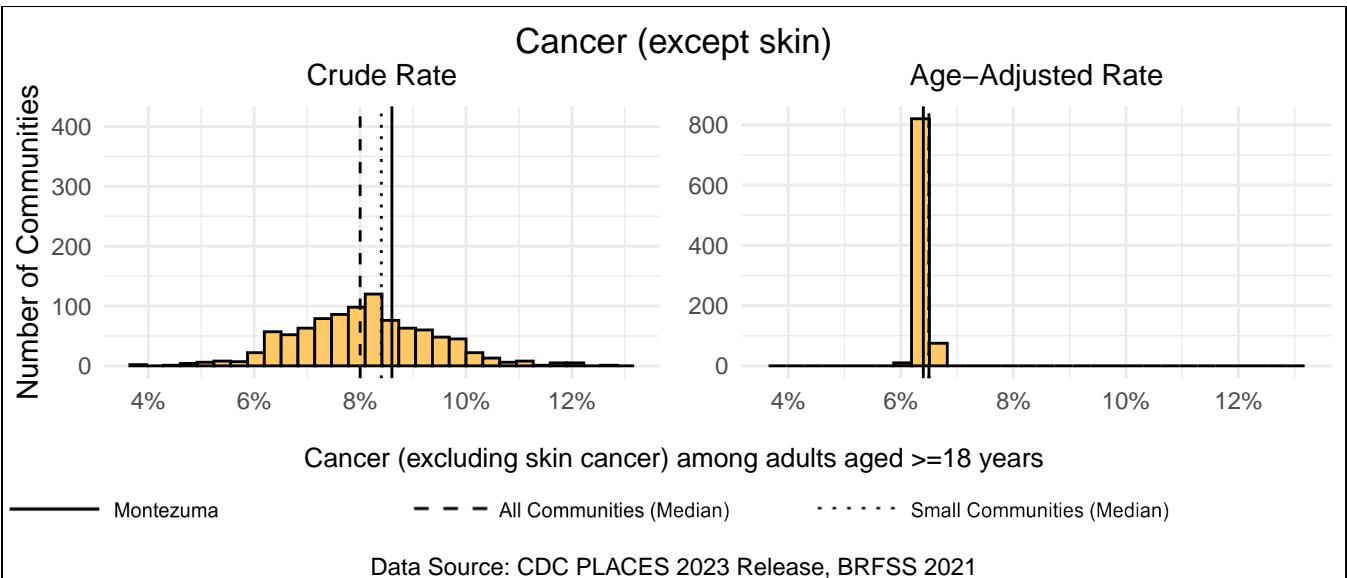 Cancer (except skin)
Crude Rate
Age−Adjusted Rate
Number of Communities
400
300
200
100
0
4%
6%
8%
10%
12%
800
600
400
200
0
4%
6%
8%
10%
12%
Cancer (excluding skin cancer) among adults aged >=18 years
Montezuma
All Communities (Median)
Small Communities (Median)
Data Source: CDC PLACES 2023 Release, BRFSS 2021